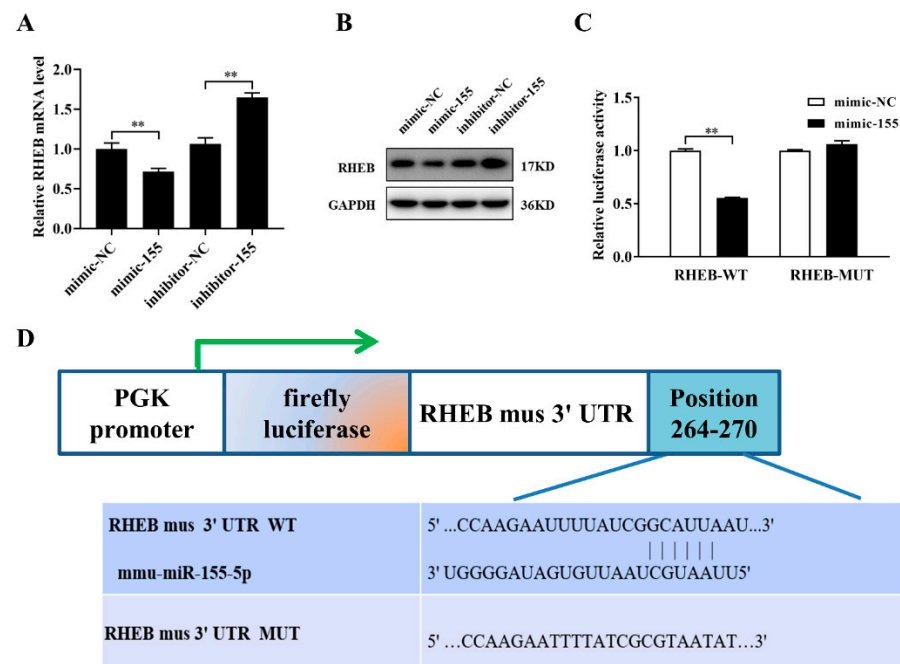 A
Relative RHEB mRNA level
2.0
1.5
1.0
0.5
0.0
**
**
mimic-NC
mimic-155
inhibitor-NC
inhibitor-155
B
mimic-NC
mimic-155
inhibitor-NC
inhibitor-155
RHEB
17KD
GAPDH
36KD
C
Relative luciferase activity
1.5
1.0
0.5
0.0
**
mimic-NC
mimic-155
RHEB-WT
RHEB-MUT
D
PGK
promoter
firefly
luciferase
RHEB mus 3' UTR
Position
264-270
RHEB mus 3' UTR WT
5' ...CCAAGAAUUUUAUCGGCAUUAAU...3'
mmu-miR-155-5p
3' UGGGGAUAGUGUUAAUCGUAAUU5'
RHEB mus 3' UTR MUT
5' …CCAAGAATTTTATCGCGTAATAT…3'